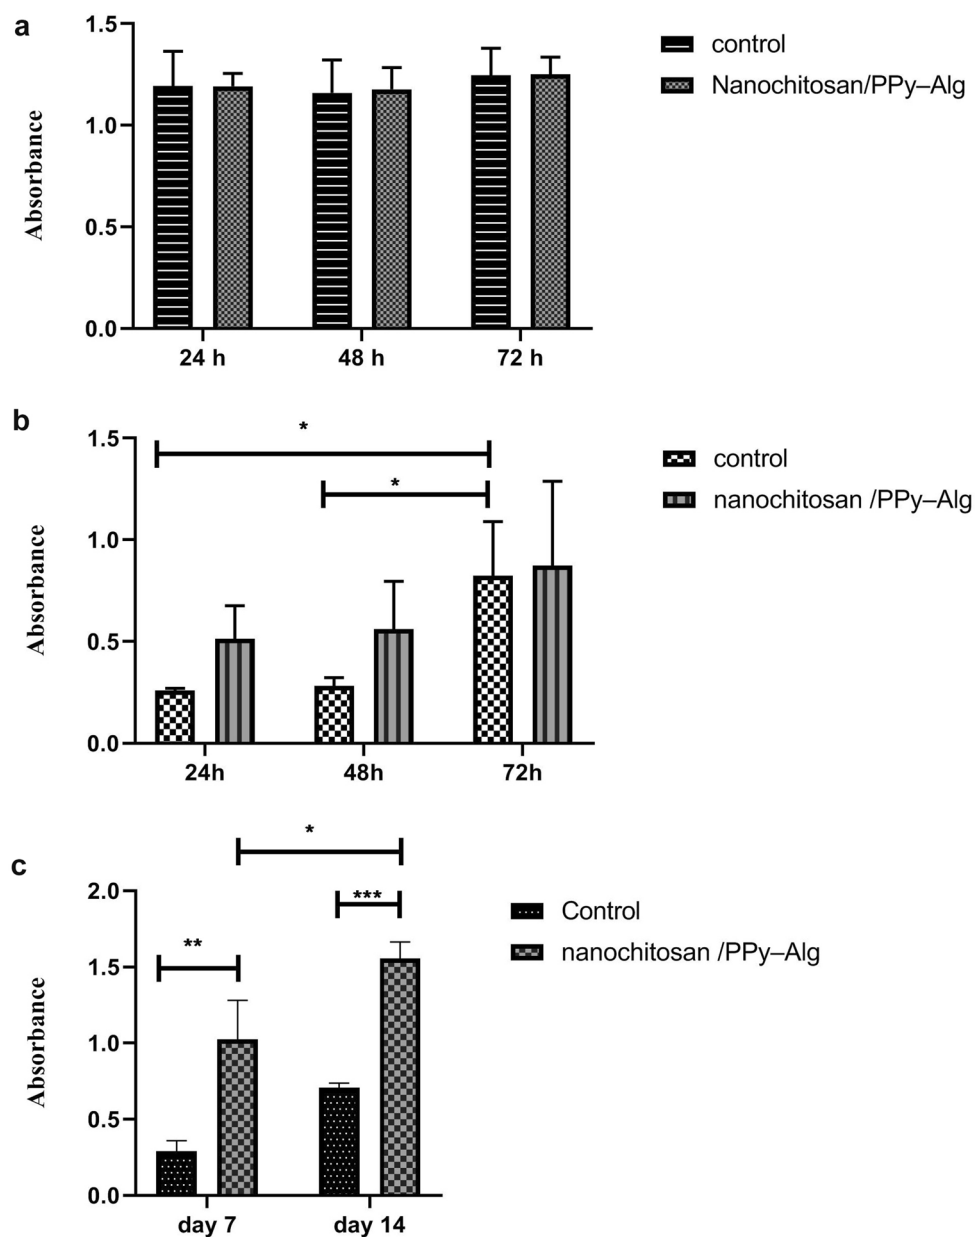 a
1.5
1.0
0.5
0.0
Absorbance
24 h
48 h
72 h
control
Nanochitosan/PPy–Alg
b
1.5
1.0
0.5
0.0
Absorbance
*
*
24h
48h
72h
control
nanochitosan /PPy–Alg
c
2.0
1.5
1.0
0.5
0.0
Absorbance
*
**
***
day 7
day 14
Control
nanochitosan /PPy–Alg